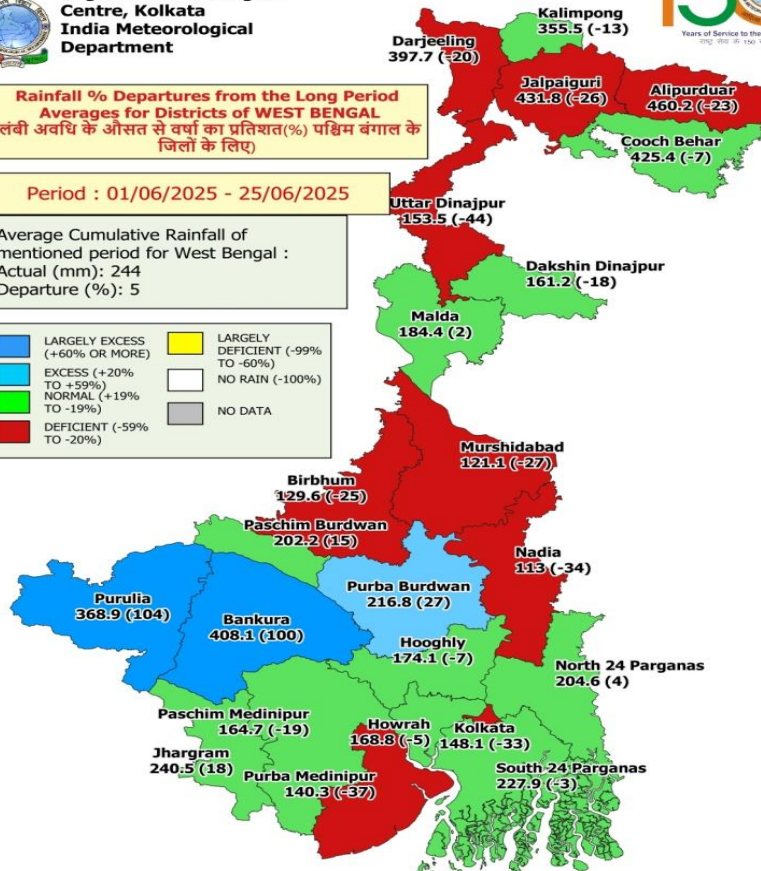 Centre, Kolkata
India Meteorological
Department
Years of Service to the
Rainfall % Departures from the Long Period
Averages for Districts of WEST BENGAL
लंबी अवधि के औसत से वर्षा का प्रतिशत(%) पश्चिम बंगाल के
जिलों के लिए)
Period : 01/06/2025 - 25/06/2025
Average Cumulative Rainfall of
mentioned period for West Bengal :
Actual (mm): 244
Departure (%): 5
LARGELY EXCESS
(+60% OR MORE)
EXCESS (+20%
TO +59%)
NORMAL (+19%
TO -19%)
DEFICIENT (-59%
TO -20%)
LARGELY
DEFICIENT (-99%
TO -60%)
NO RAIN (-100%)
NO DATA
Kalimpong
355.5 (-13)
Darjeeling
397.7 (-20)
Jalpaiguri
431.8 (-26)
Alipurduar
460.2 (-23)
Cooch Behar
425.4 (-7)
Uttar Dinajpur
153.5 (-44)
Dakshin Dinajpur
161.2 (-18)
Malda
184.4 (2)
Murshidabad
121.1 (-27)
Birbhum
129.6 (-25)
Paschim Burdwan
202.2 (15)
Nadia
113 (-34)
Purulia
368.9 (104)
Bankura
408.1 (100)
Purba Burdwan
216.8 (27)
Hooghly
174.1 (-7)
North 24 Parganas
204.6 (4)
Paschim Medinipur
164.7 (-19)
Howrah
168.8 (-5)
Kolkata
148.1 (-33)
Jhargram
240.5 (18)
Purba Medinipur
140.3 (-37)
South 24 Parganas
227.9 (-3)